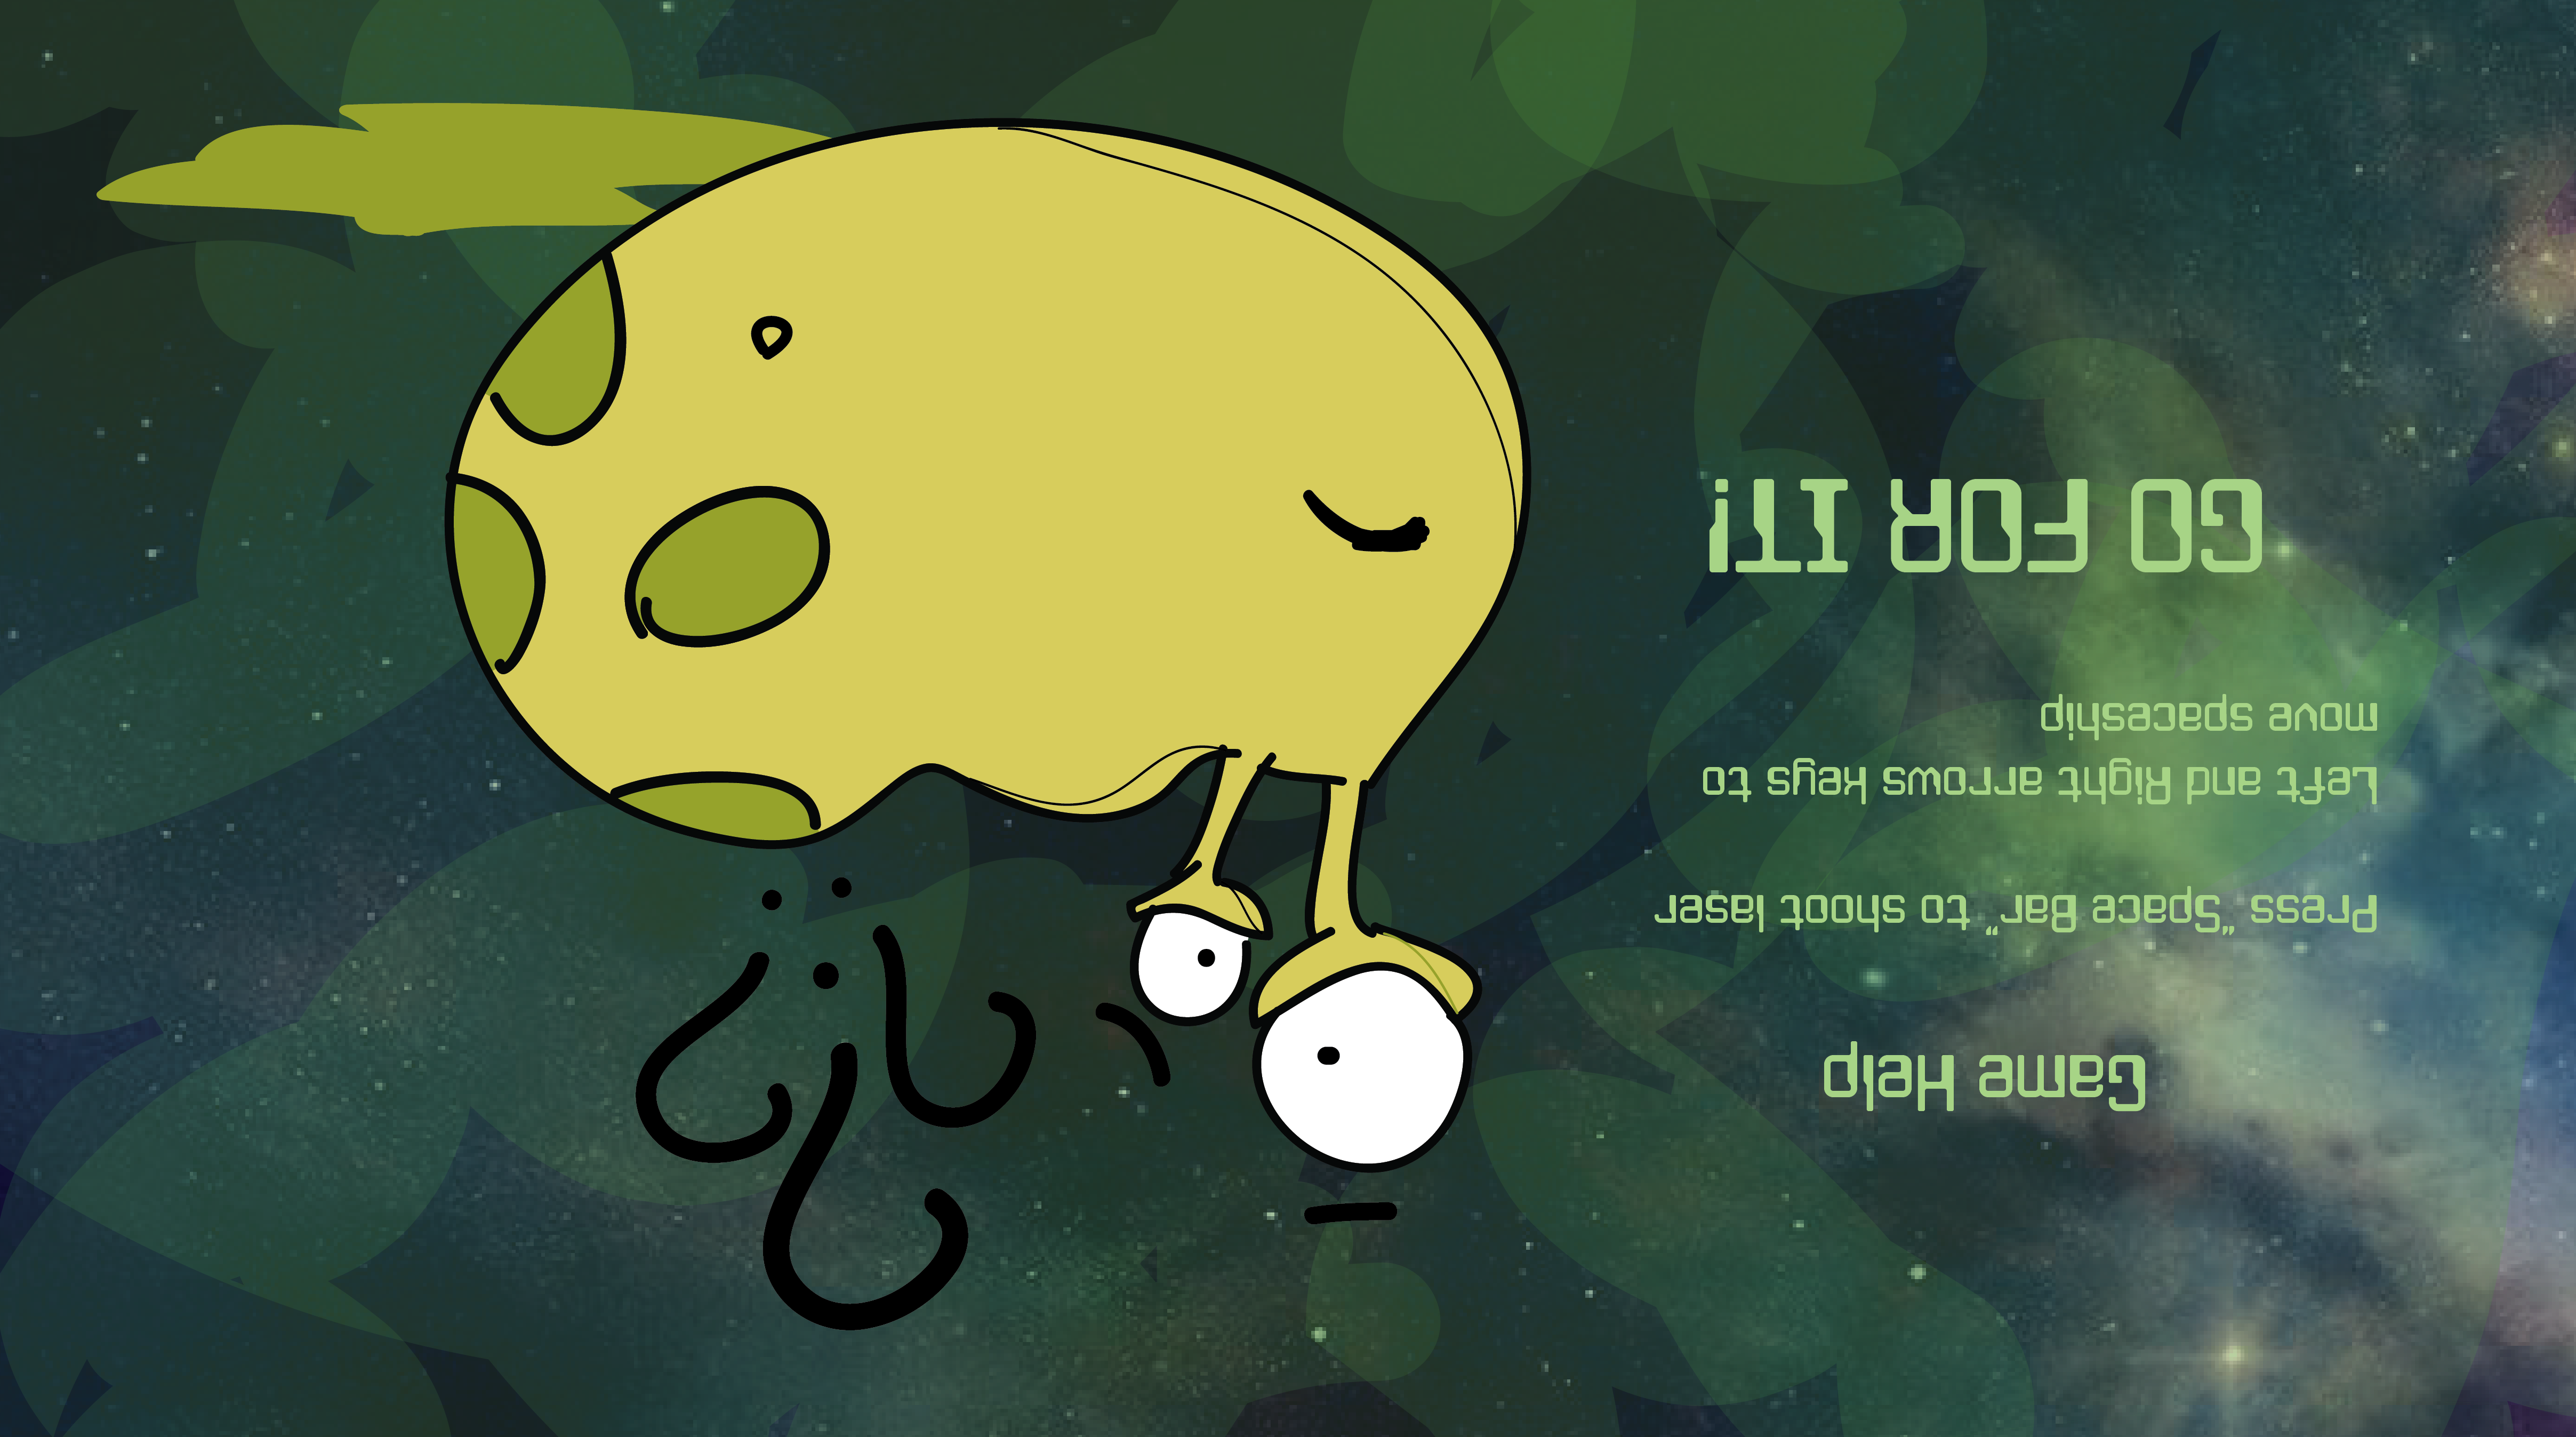 Game Help
Press "Space Bar" to shoot laser
Left and Right arrows keys to
move spaceship
GO FOR IT!